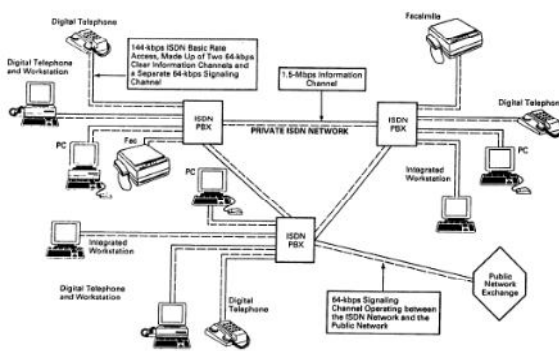 Digital Telephone
Facsimile
144-kbps ISDN Basic Rate
Access, Made Up of Two 64-kbps
Clear Information Channels and
a Separate 64-kbps Signaling
Channel
1.5-Mbps Information
Channel
Digital Telephone
and Workstation
Digital Telephone
ISDN
PBX
PRIVATE ISDN NETWORK
ISDN
PBX
PC
Fax
PC
PC
Integrated
Workstation
ISDN
PBX
Integrated
Workstation
Public
Network
Exchange
Digital Telephone
and Workstation
Digital
Telephone
64-kbps Signaling
Channel Operating between
the ISDN Network and the
Public Network